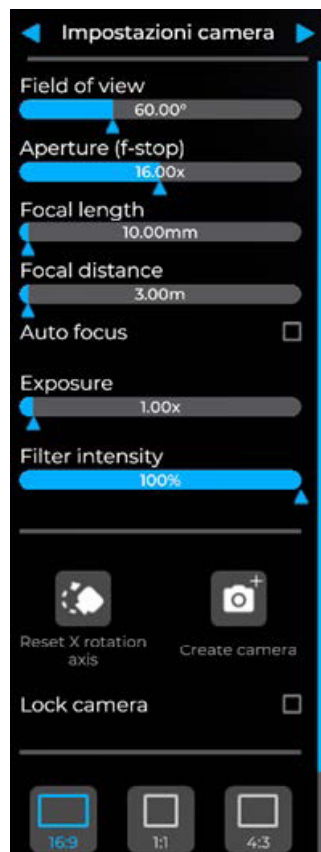 Impostazioni camera
Field of view
60.00°
Aperture (f-stop)
16.00x
Focal length
10.00mm
Focal distance
3.00m
Auto focus
Exposure
1.00x
Filter intensity
100%
Reset X rotation
axis
Create camera
Lock camera
16:9
1:1
4:3